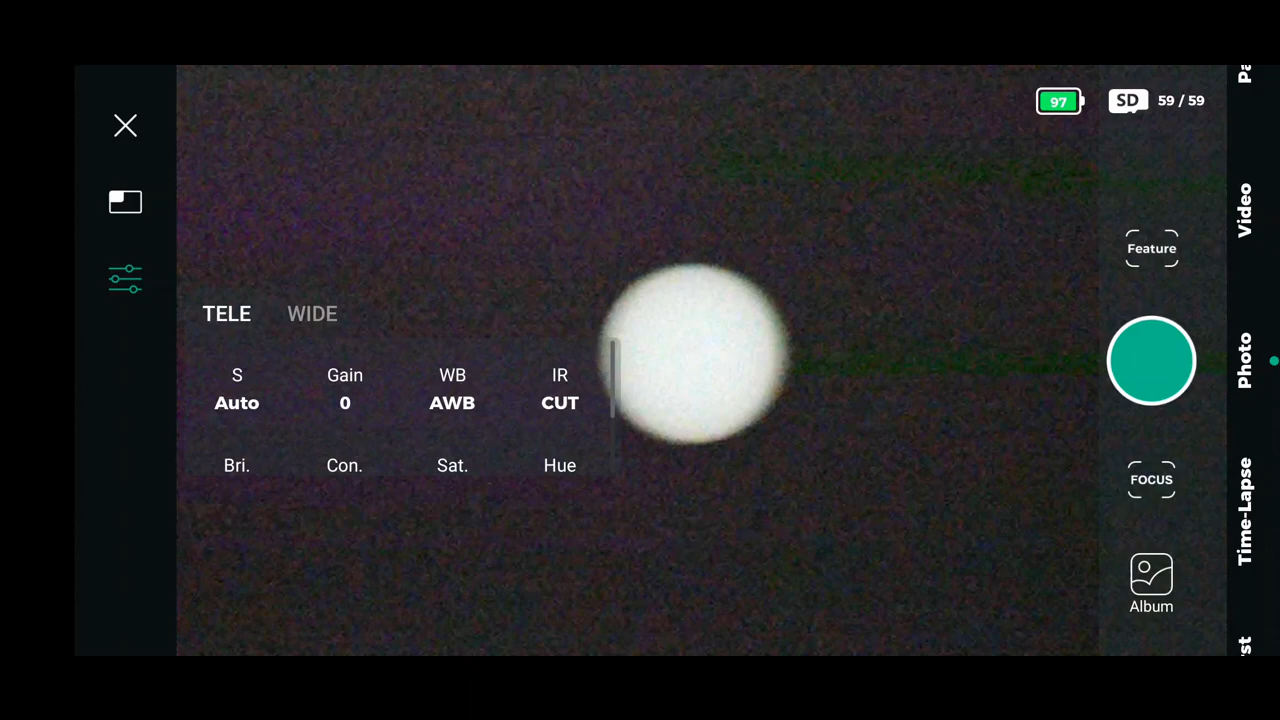 97 SD 59 / 59
TELE WIDE
S Gain WB IR
Auto 0 AWB CUT
Bri. Con. Sat. Hue
Feature
FOCUS
Album
Pa
Video
Photo
Time-Lapse
rst